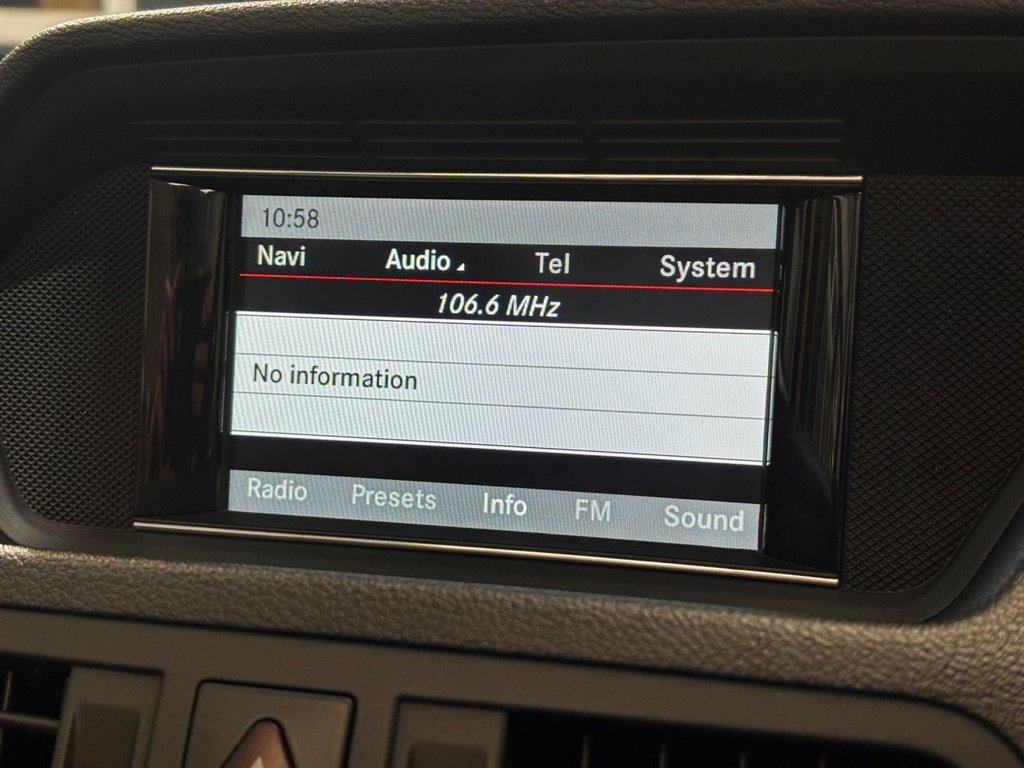 10:58
Navi Audio Tel System
106.6 MHz
No information
Radio Presets Info FM Sound